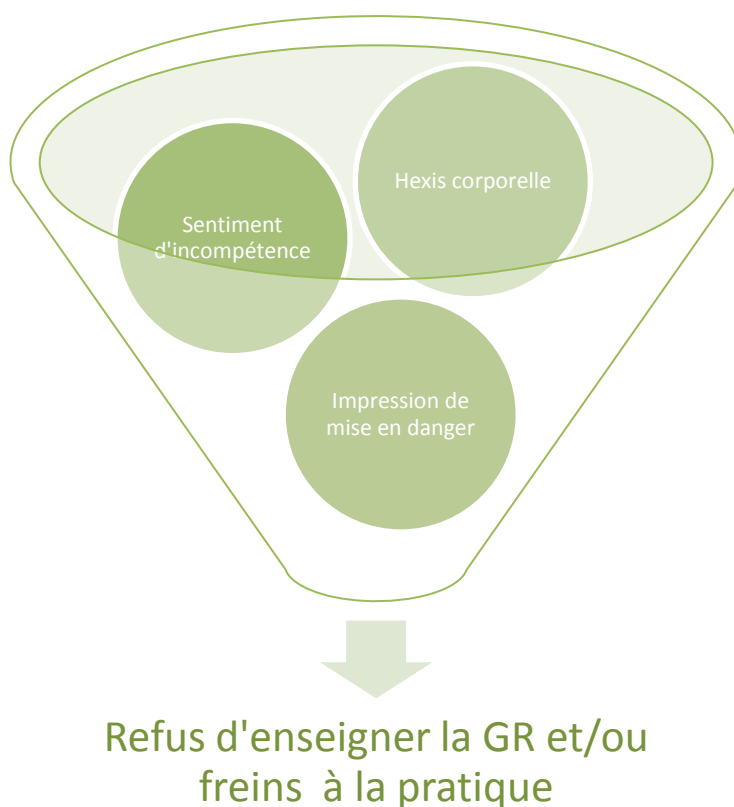 Hexis corporelle
Sentiment
d'incompétence
Impression de
mise en danger
Refus d'enseigner la GR et/ou
freins à la pratique